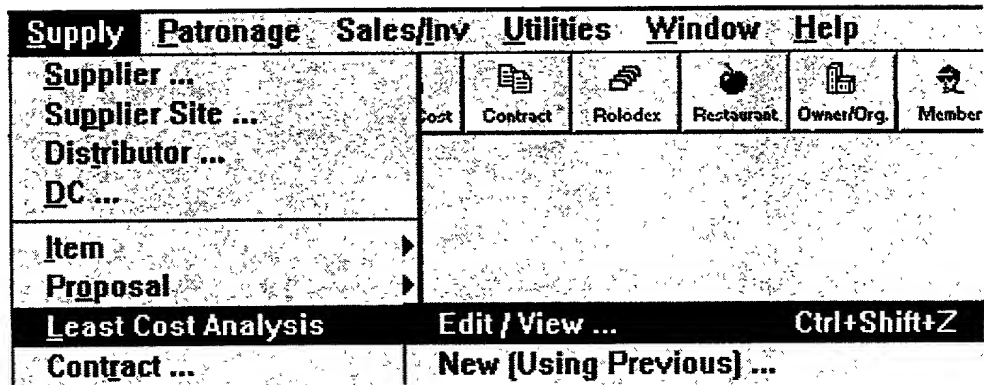 Supply Patronage Sales/Inv Utilities Window Help
Supplier ...
Supplier Site ...
Cost Contract Rolodex Restaurant Owner/Org. Member
Distributor ...
DC ...
Item
Proposal
Least Cost Analysis Edit / View ... Ctrl+Shift+Z
Contract ... New (Using Previous) ...